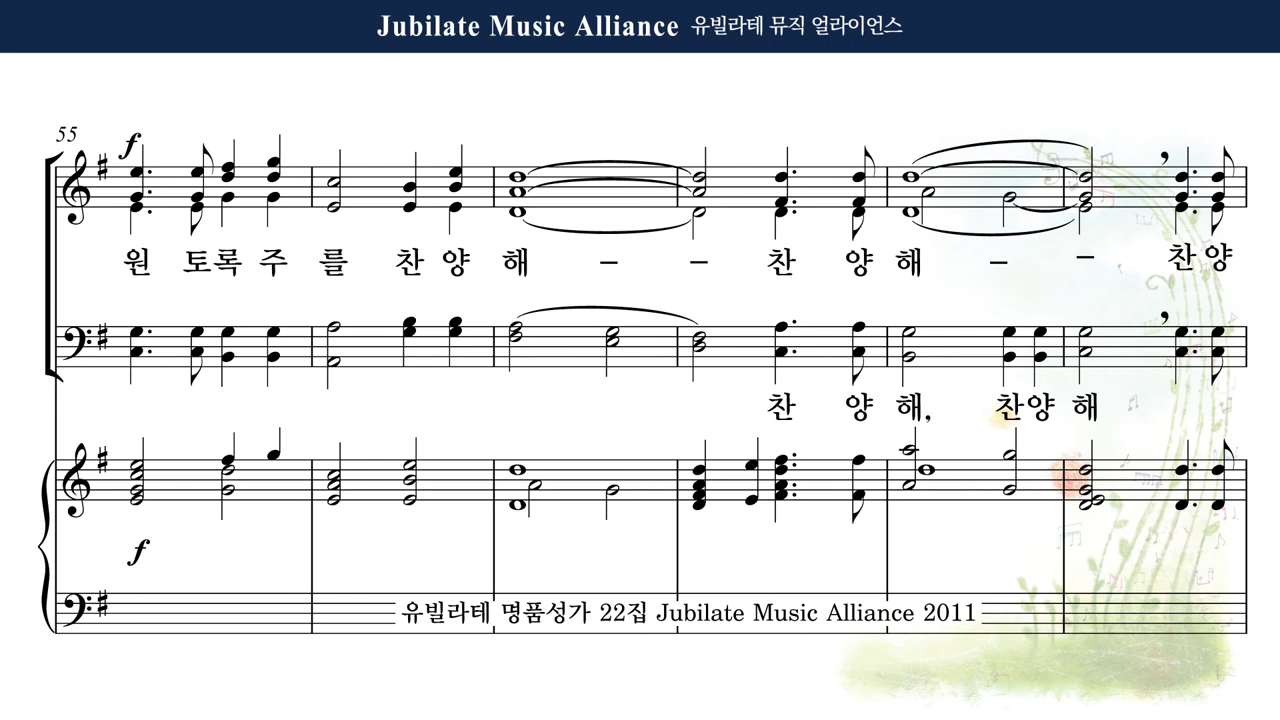 Jubilate Music Alliance 유빌라테 뮤직 얼라이언스
55
f
원 토록 주 를 찬 양 해 – – 찬 양 해 – – 찬 양
찬 양 해, 찬양 해
f
유빌라테 명품성가 22집 Jubilate Music Alliance 2011